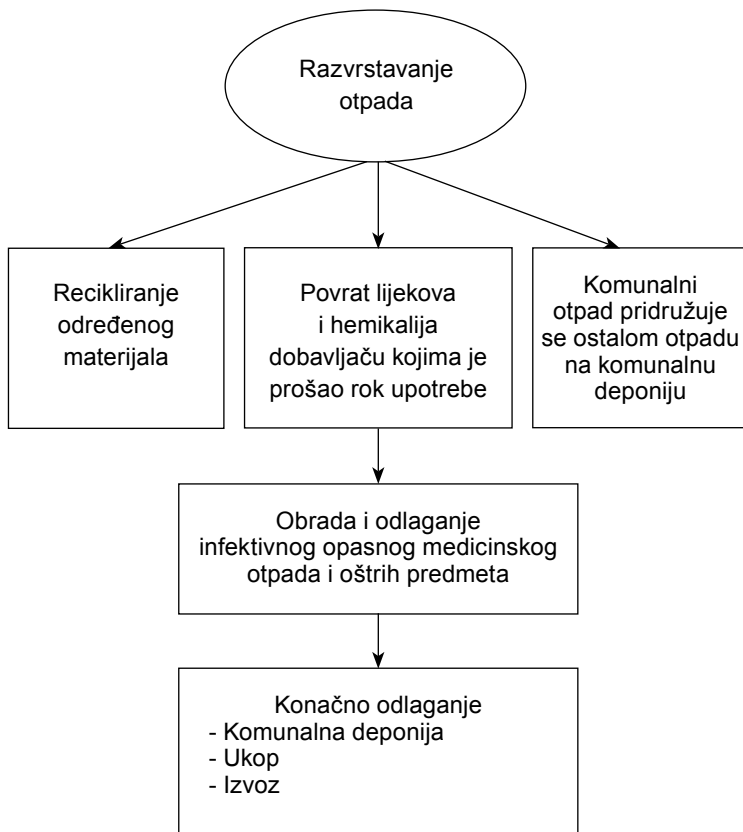 Razvrstavanje
otpada
Recikliranje
određenog
materijala
Povrat lijekova
i hemikalija
dobavljaču kojima je
prošao rok upotrebe
Komunalni
otpad pridružuje
se ostalom otpadu
na komunalnu
deponiju
Obrada i odlaganje
infektivnog opasnog medicinskog
otpada i oštrih predmeta
Konačno odlaganje
- Komunalna deponija
- Ukop
- Izvoz